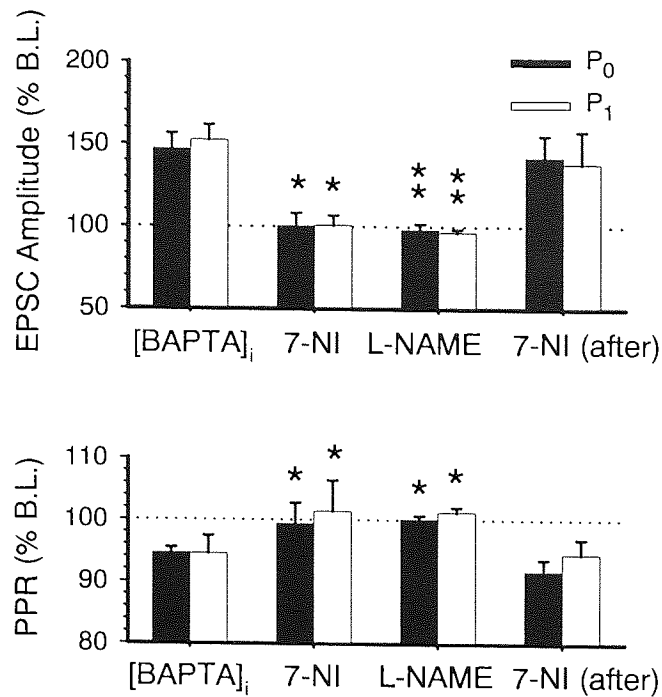 EPSC Amplitude (% B.L.)
200
150
100
50
P0
P1
* *
** **
[BAPTA]i 7-NI L-NAME 7-NI (after)
PPR (% B.L.)
110
100
90
80
* * * *
[BAPTA]i 7-NI L-NAME 7-NI (after)